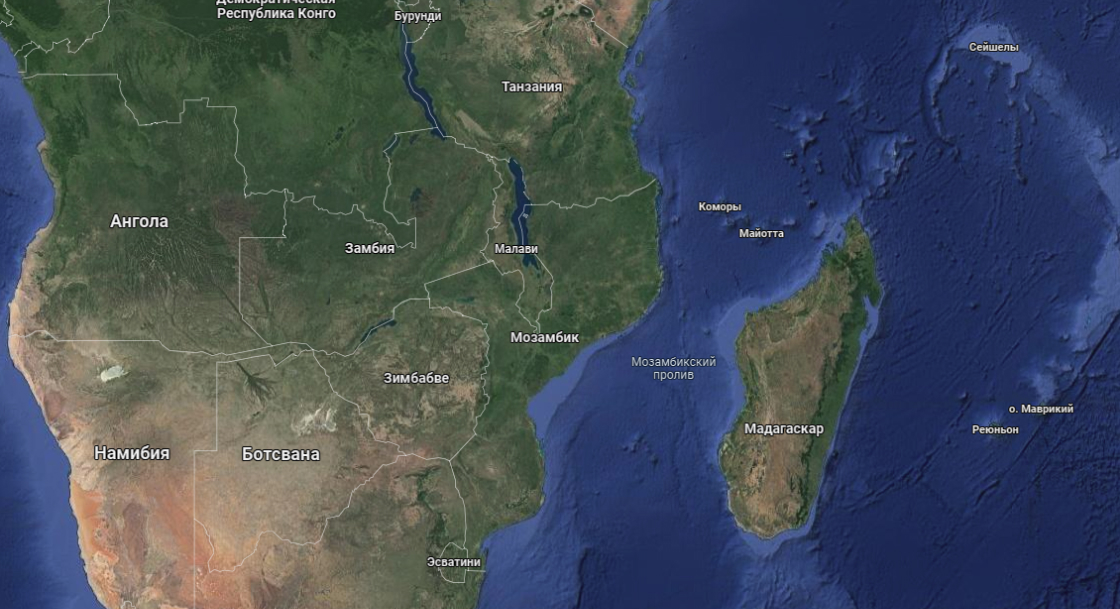 Демократическая
Республика Конго
Бурунди
Сейшелы
Танзания
Коморы
Ангола
Майотта
Замбия
Малави
Мозамбик
Мозамбикский
пролив
Зимбабве
о. Маврикий
Мадагаскар
Реюньон
Намибия
Ботсвана
Эсватини